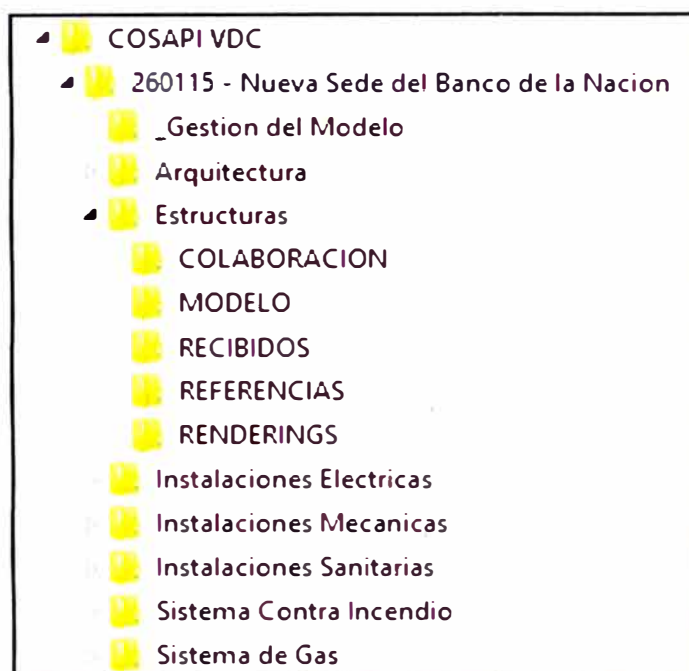 COSAPI VDC
260115 - Nueva Sede del Banco de la Nacion
_Gestion del Modelo
Arquitectura
Estructuras
COLABORACION
MODELO
RECIBIDOS
REFERENCIAS
RENDERINGS
Instalaciones Electricas
Instalaciones Mecanicas
Instalaciones Sanitarias
Sistema Contra Incendio
Sistema de Gas